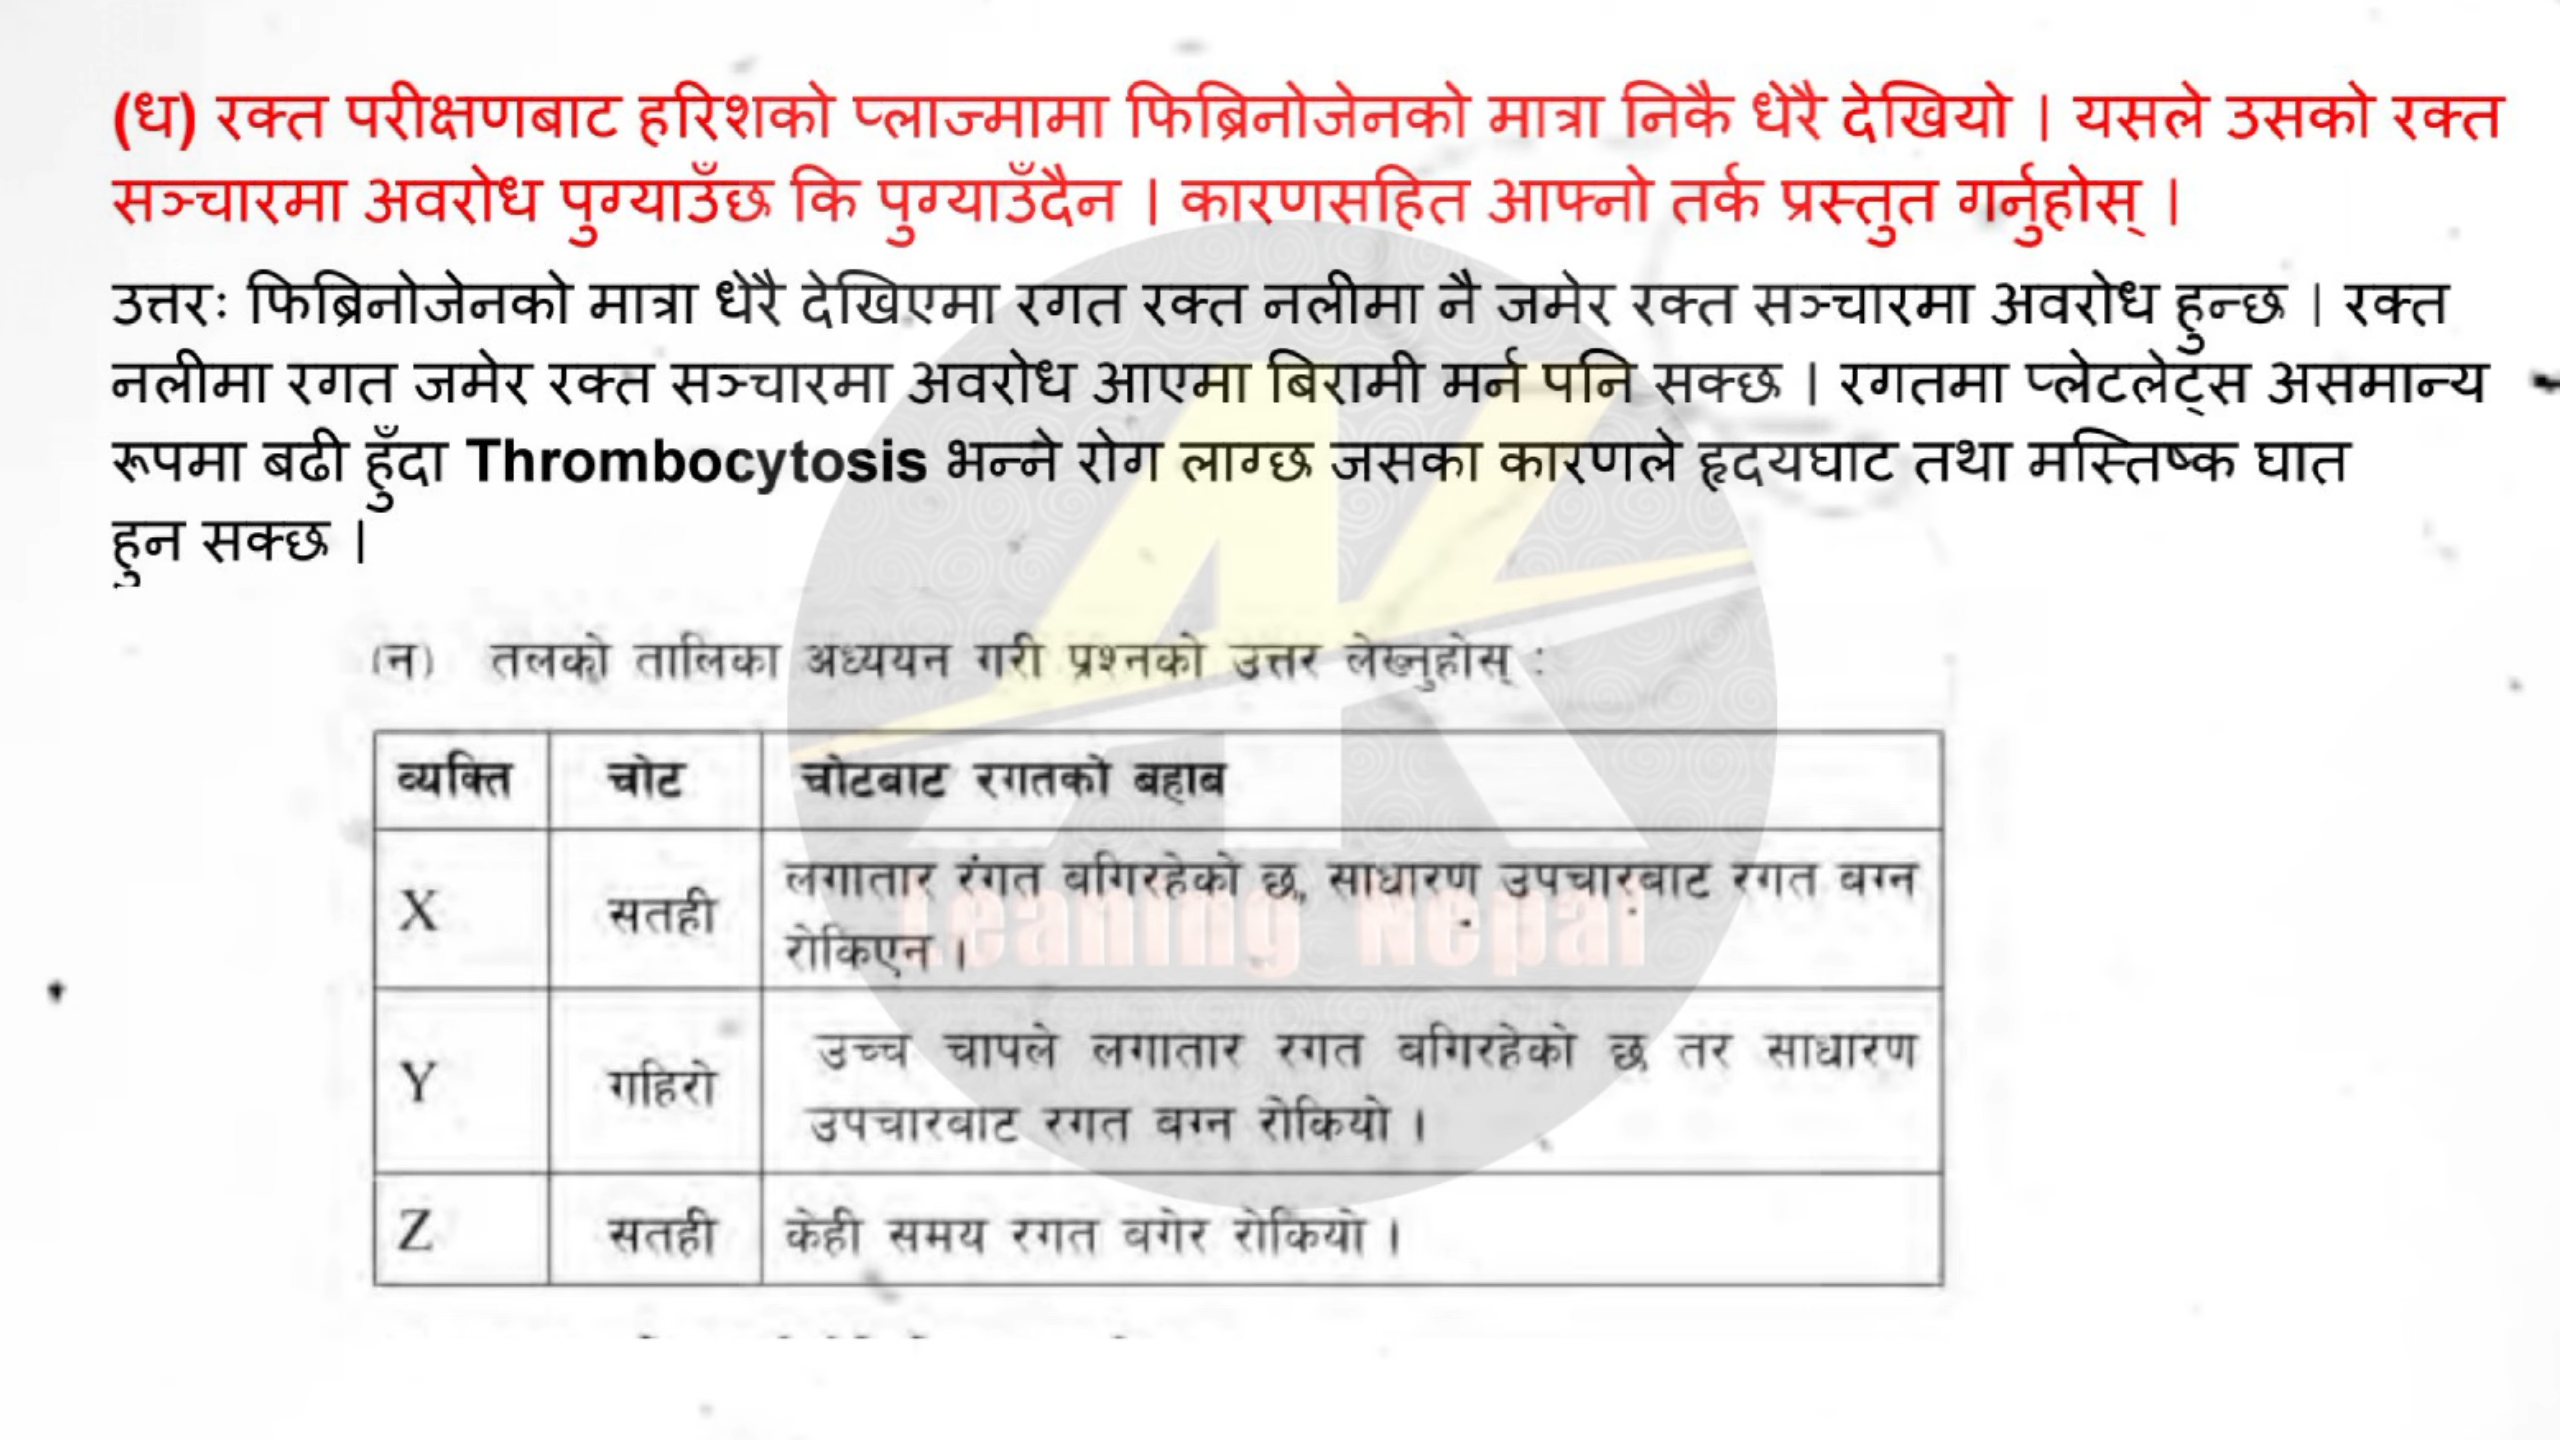 (ध) रक्त परीक्षणबाट हरिशको प्लाज्मामा फिब्रिनोजेनको मात्रा निकै धेरै देखियो । यसले उसको रक्त
सञ्चारमा अवरोध पुग्याउँछ कि पुग्याउँदैन । कारणसहित आफ्नो तर्क प्रस्तुत गर्नुहोस् ।
उत्तरः फिब्रिनोजेनको मात्रा धेरै देखिएमा रगत रक्त नलीमा नै जमेर रक्त सञ्चारमा अवरोध हुन्छ । रक्त
नलीमा रगत जमेर रक्त सञ्चारमा अवरोध आएमा बिरामी मर्न पनि सक्छ । रगतमा प्लेटलेट्स असमान्य
रूपमा बढी हुँदा Thrombocytosis भन्ने रोग लाग्छ जसका कारणले हृदयघाट तथा मस्तिष्क घात
हुन सक्छ ।
(न) तलको तालिका अध्ययन गरी प्रश्नको उत्तर लेख्नुहोस् :
व्यक्ति चोट चोटबाट रगतको बहाब
X सतही लगातार रगत बगिरहेको छ, साधारण उपचारबाट रगत बग्न
रोकिएन ।
Y गहिरो उच्च चापले लगातार रगत बगिरहेको छ तर साधारण
उपचारबाट रगत बग्न रोकियो ।
Z सतही केही समय रगत बगेर रोकियो ।
Leaning Nepal